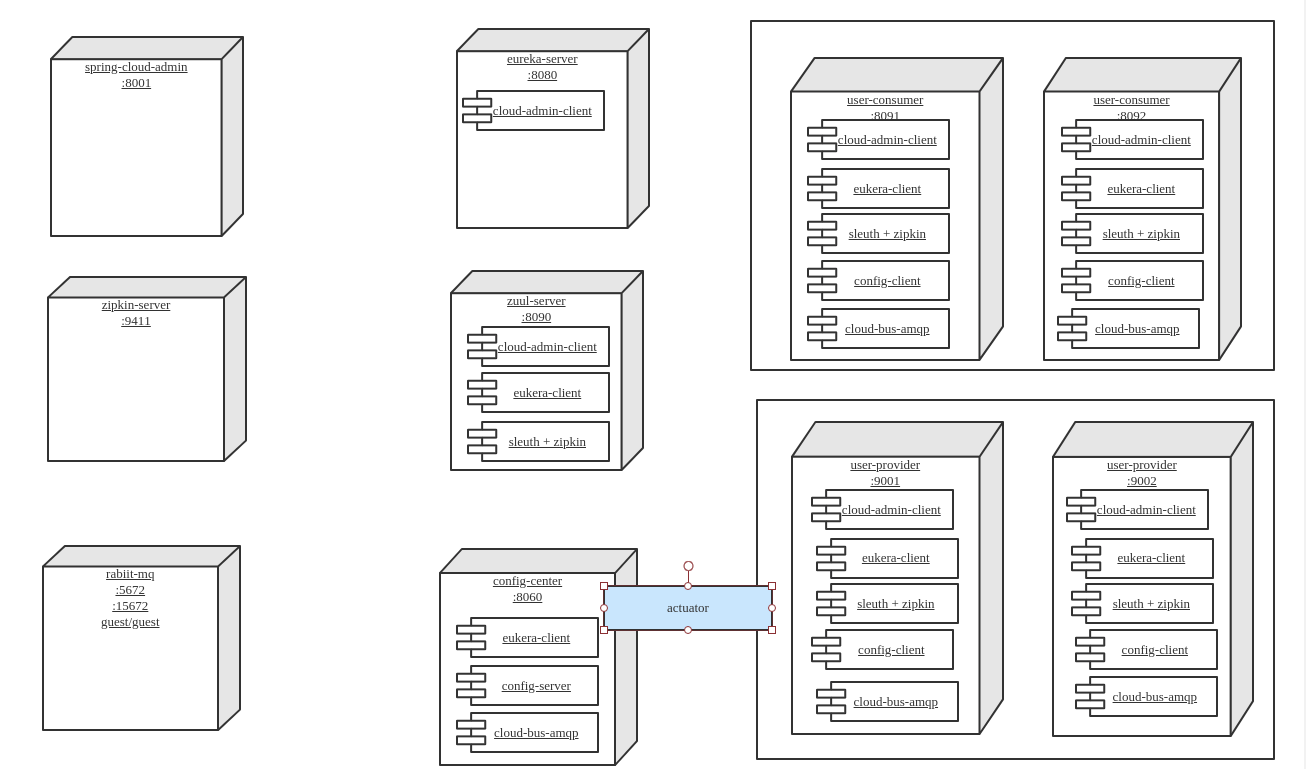 spring-cloud-admin
:8001
zipkin-server
:9411
rabiit-mq
:5672
:15672
guest/guest
eureka-server
:8080
cloud-admin-client
zuul-server
:8090
cloud-admin-client
eukera-client
sleuth + zipkin
config-center
:8060
eukera-client
config-server
cloud-bus-amqp
actuator
user-consumer
:8091
cloud-admin-client
eukera-client
sleuth + zipkin
config-client
cloud-bus-amqp
user-consumer
:8092
cloud-admin-client
eukera-client
sleuth + zipkin
config-client
cloud-bus-amqp
user-provider
:9001
cloud-admin-client
eukera-client
sleuth + zipkin
config-client
cloud-bus-amqp
user-provider
:9002
cloud-admin-client
eukera-client
sleuth + zipkin
config-client
cloud-bus-amqp